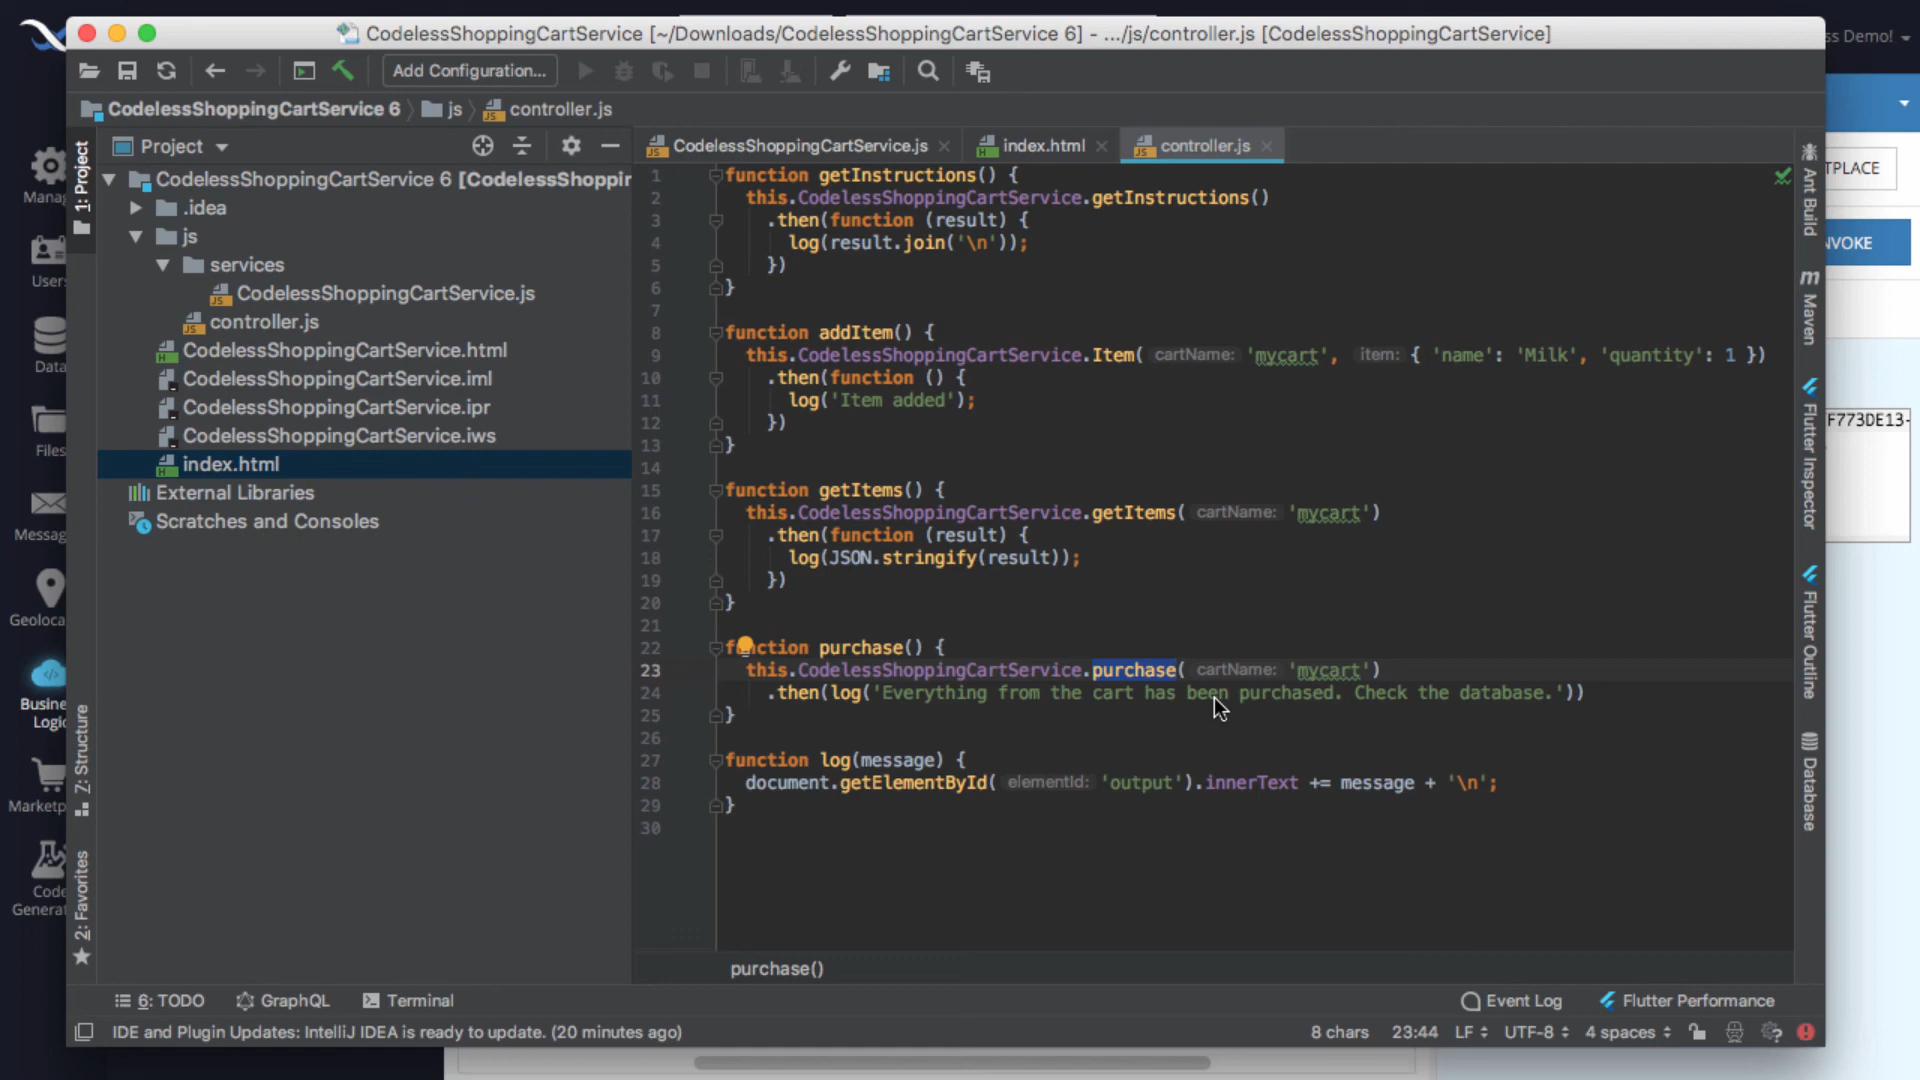 CodelessShoppingCartService [~/Downloads/CodelessShoppingCartService 6] - .../js/controller.js [CodelessShoppingCartService]
ss Demo!
Add Configuration...
CodelessShoppingCartService 6
js
controller.js
Project
CodelessShoppingCartService.js
index.html
controller.js
1: Project
CodelessShoppingCartService 6 [CodelessShoppin
.idea
js
services
CodelessShoppingCartService.js
controller.js
CodelessShoppingCartService.html
CodelessShoppingCartService.iml
CodelessShoppingCartService.ipr
CodelessShoppingCartService.iws
index.html
External Libraries
Scratches and Consoles
Manag
Users
Data
Files
Messag
Geoloca
Busine
Logic
Marketp
Code
Generat
7: Structure
2: Favorites
1 function getInstructions() {
2 this.CodelessShoppingCartService.getInstructions()
3 .then(function (result) {
4 log(result.join('\n'));
5 })
6 }
7
8 function addItem() {
9 this.CodelessShoppingCartService.Item( cartName: 'mycart', item: { 'name': 'Milk', 'quantity': 1 })
10 .then(function () {
11 log('Item added');
12 })
13 }
14
15 function getItems() {
16 this.CodelessShoppingCartService.getItems( cartName: 'mycart')
17 .then(function (result) {
18 log(JSON.stringify(result));
19 })
20 }
21
22 function purchase() {
23 this.CodelessShoppingCartService.purchase( cartName: 'mycart')
24 .then(log('Everything from the cart has been purchased. Check the database.'))
25 }
26
27 function log(message) {
28 document.getElementById( elementId: 'output').innerText += message + '\n';
29 }
30
purchase()
Ant Build
m Maven
Flutter Inspector
Flutter Outline
Database
TPLACE
NVOKE
F773DE13-
6: TODO
GraphQL
Terminal
Event Log
Flutter Performance
IDE and Plugin Updates: IntelliJ IDEA is ready to update. (20 minutes ago)
8 chars
23:44
LF
UTF-8
4 spaces